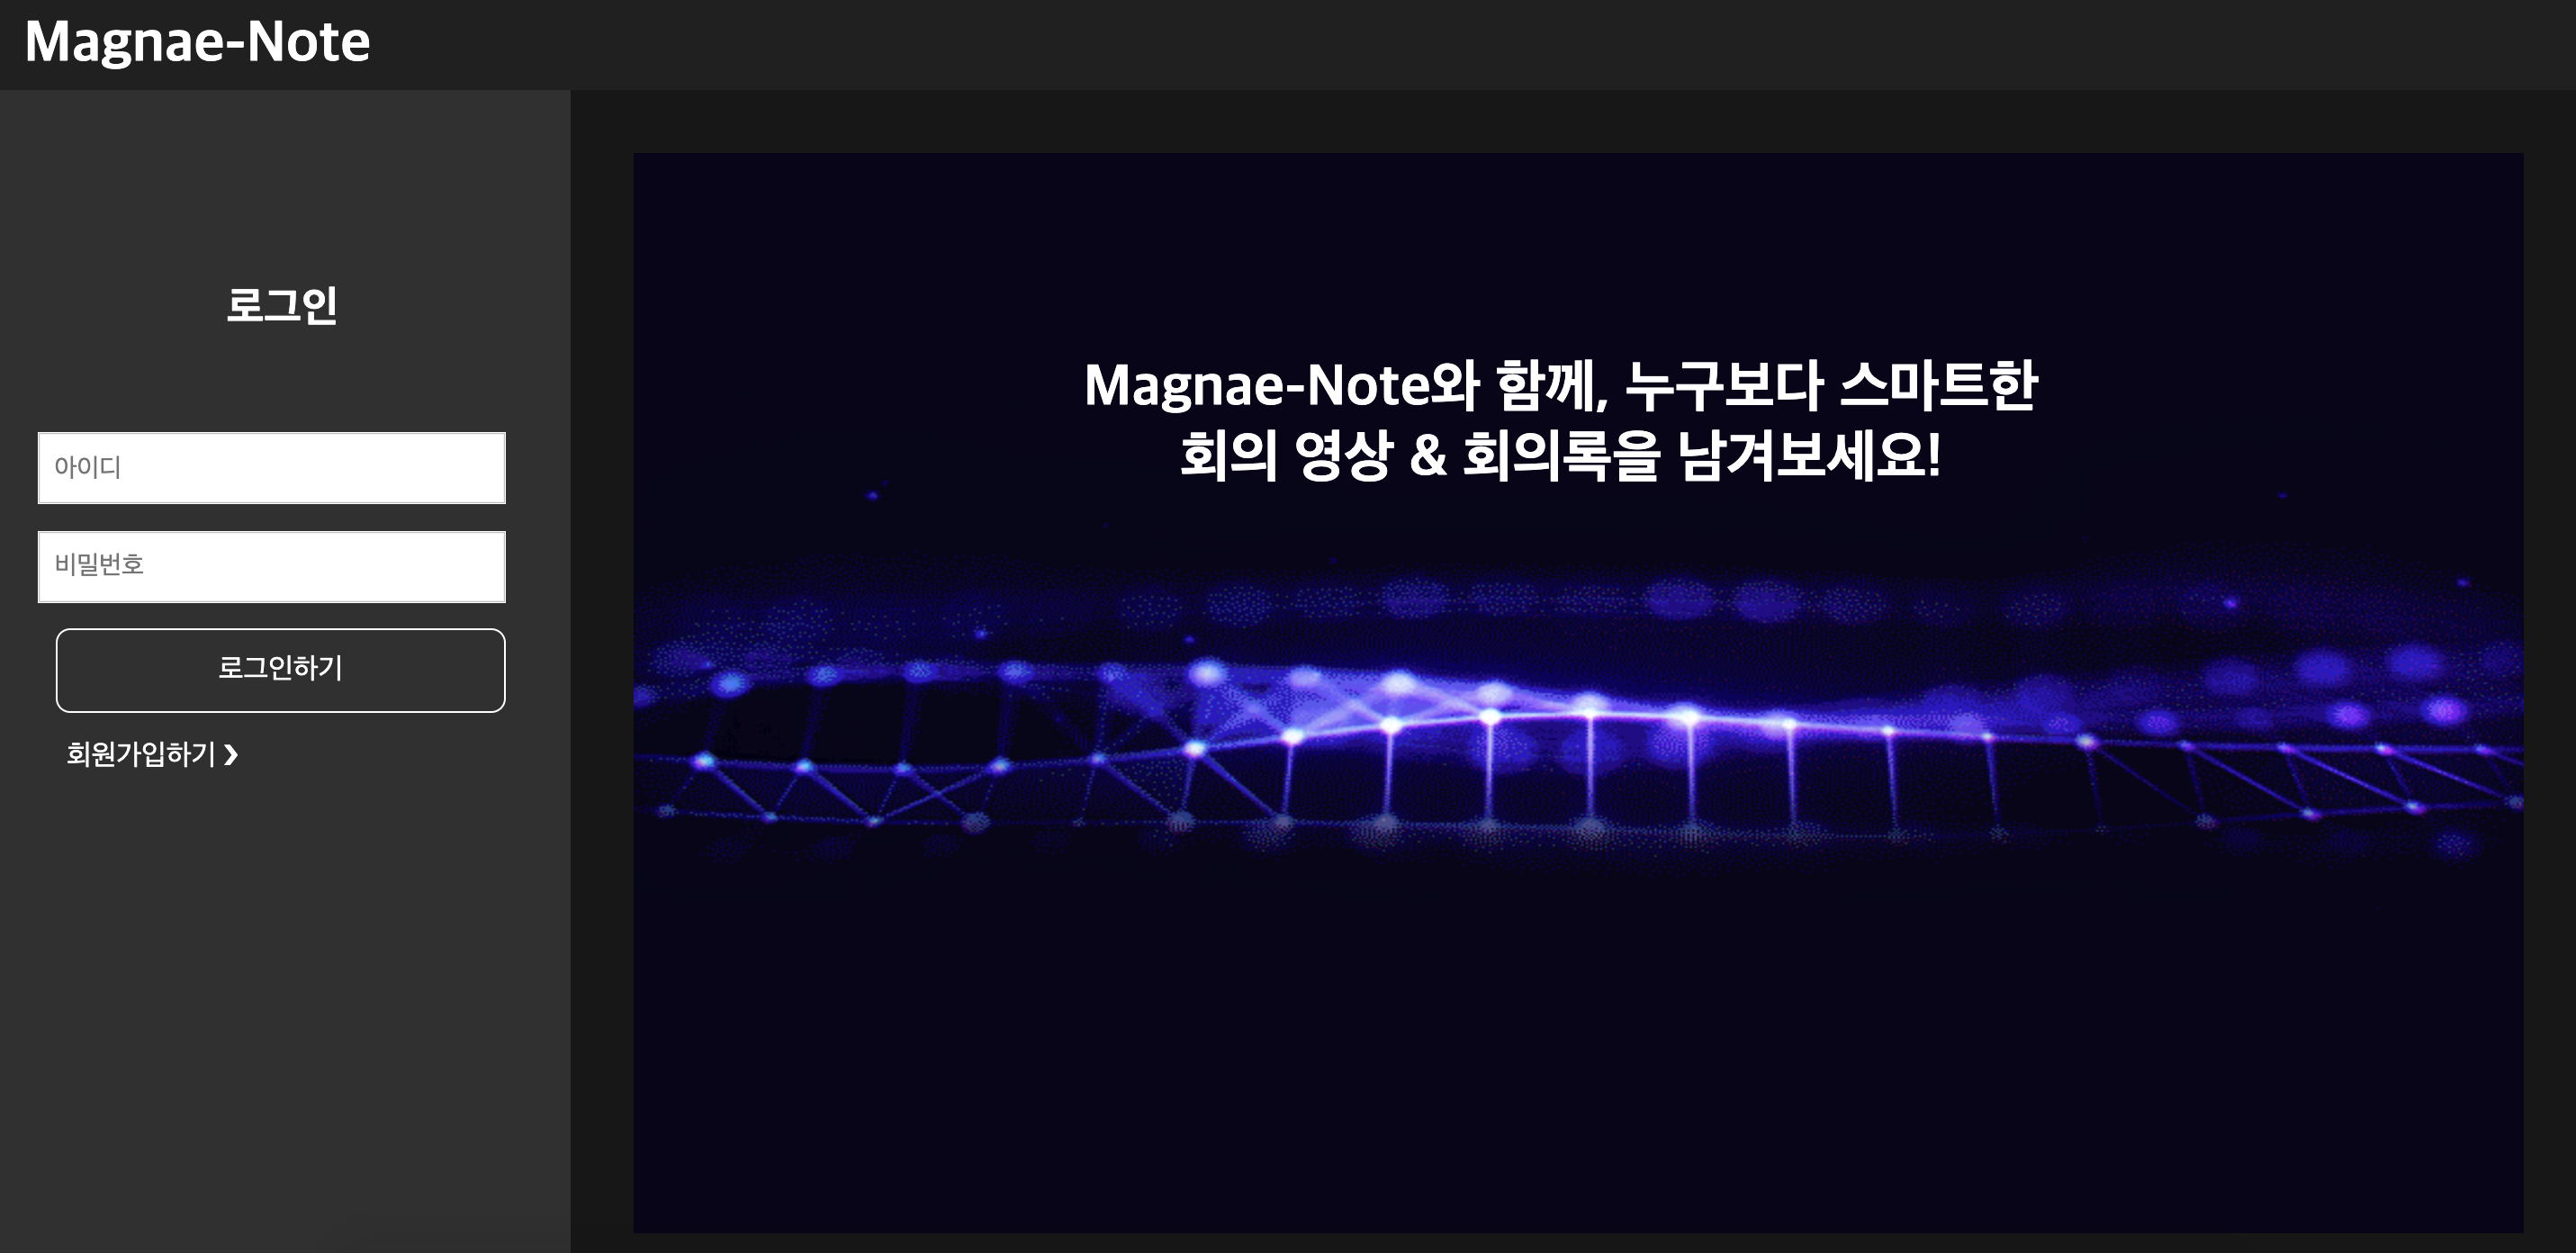 Magnae-Note
로그인
아이디
비밀번호
로그인하기
회원가입하기 ❯
Magnae-Note와 함께, 누구보다 스마트한
회의 영상 & 회의록을 남겨보세요!